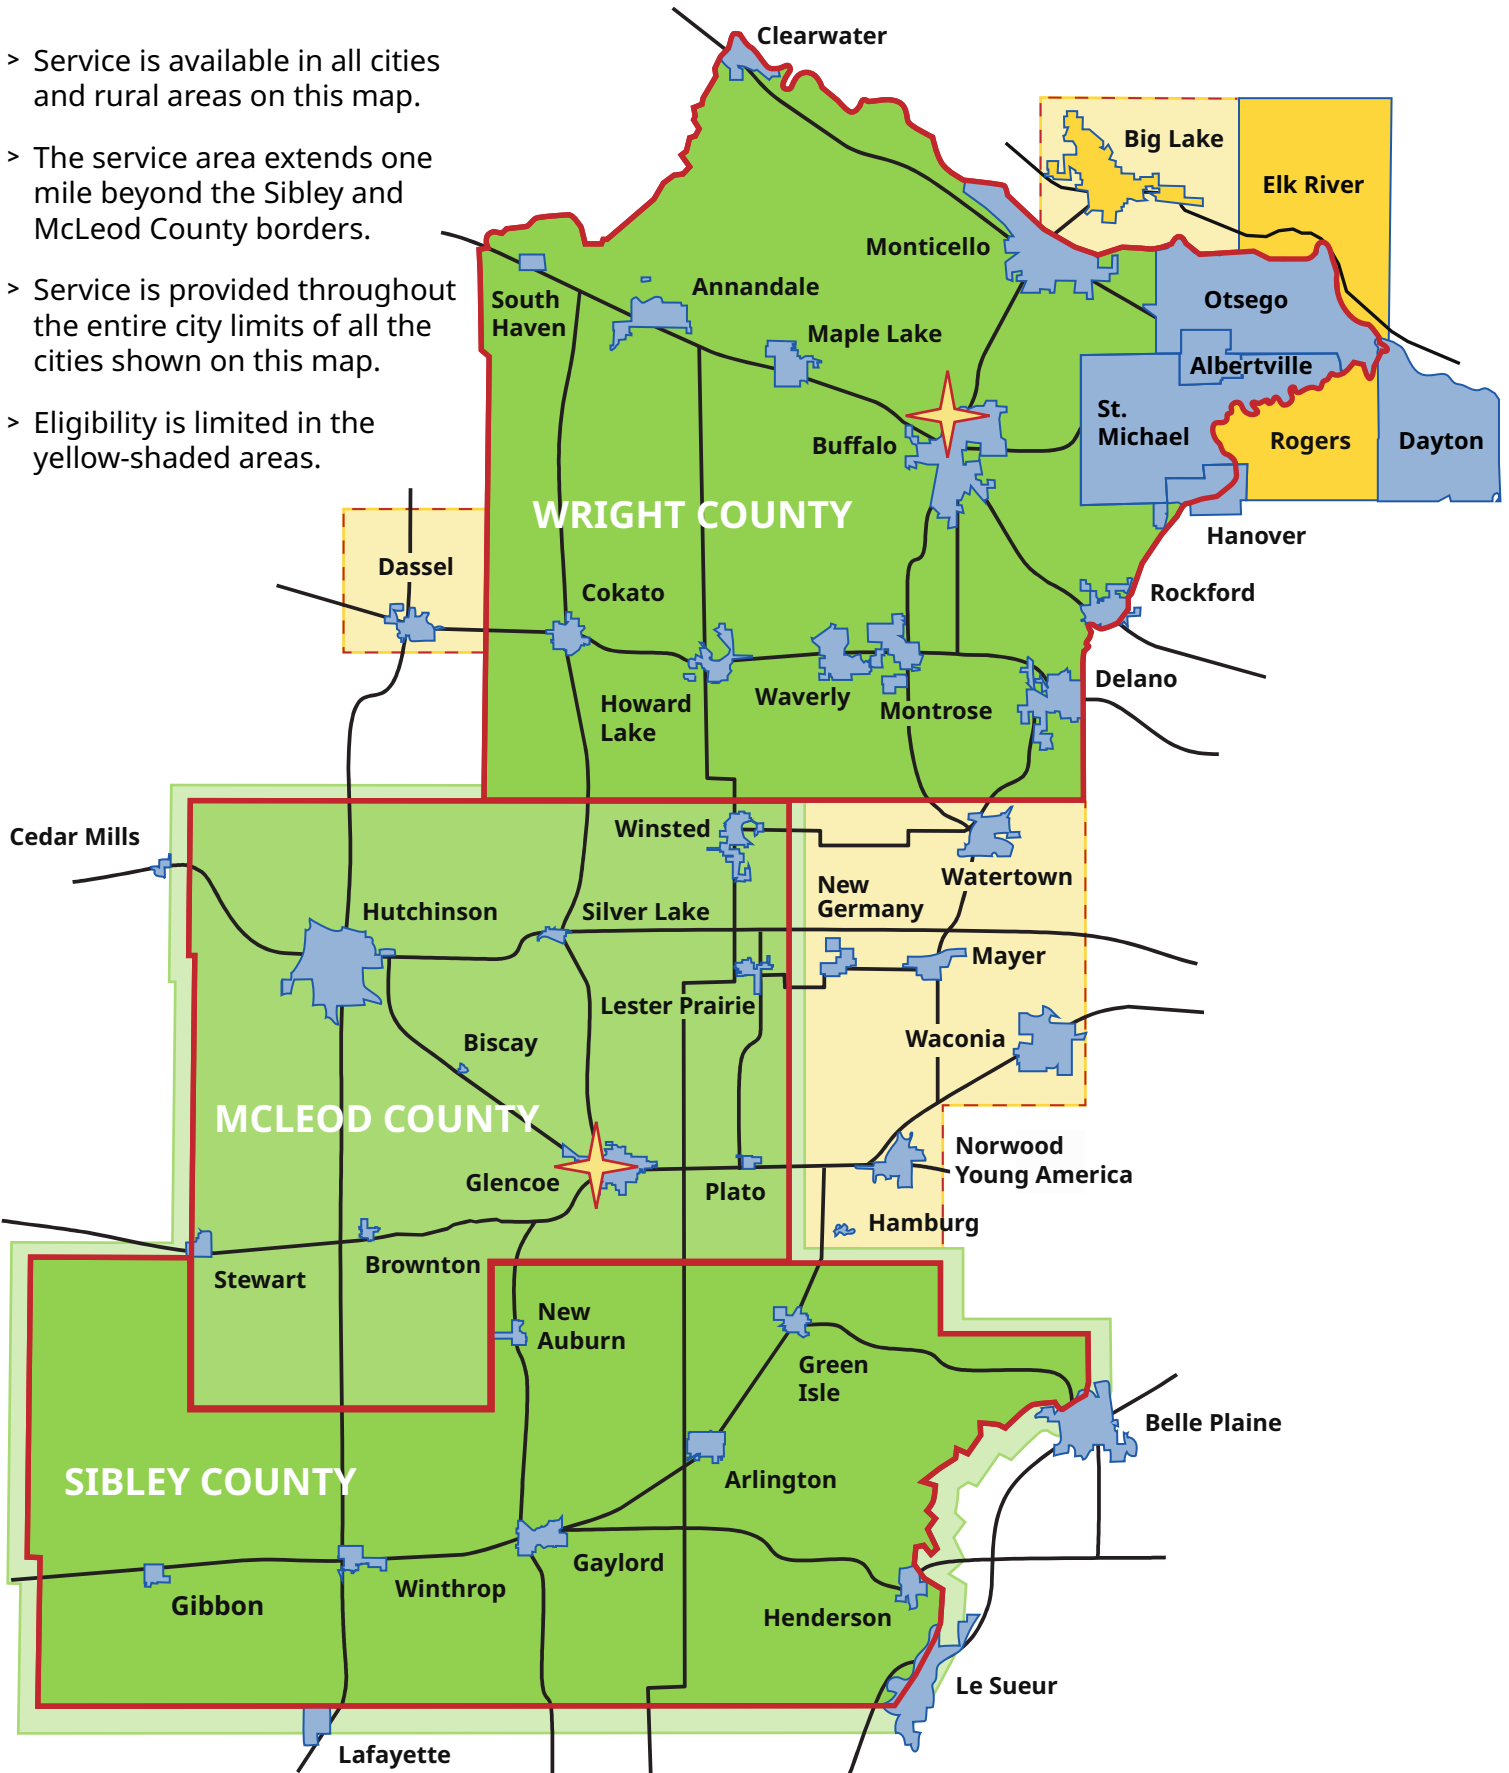 > Service is available in all cities
and rural areas on this map.
> The service area extends one
mile beyond the Sibley and
McLeod County borders.
> Service is provided throughout
the entire city limits of all the
cities shown on this map.
> Eligibility is limited in the
yellow-shaded areas.
Clearwater
Big Lake
Elk River
Monticello
South
Haven
Annandale
Otsego
Maple Lake
Albertville
St.
Michael
Rogers
Dayton
Buffalo
WRIGHT COUNTY
Hanover
Dassel
Cokato
Rockford
Delano
Howard
Lake
Waverly
Montrose
Cedar Mills
Winsted
Watertown
New
Germany
Hutchinson
Silver Lake
Mayer
Lester Prairie
Biscay
Waconia
MCLEOD COUNTY
Norwood
Young America
Glencoe
Plato
Hamburg
Brownton
Stewart
New
Auburn
Green
Isle
Belle Plaine
SIBLEY COUNTY
Arlington
Gaylord
Winthrop
Gibbon
Henderson
Le Sueur
Lafayette